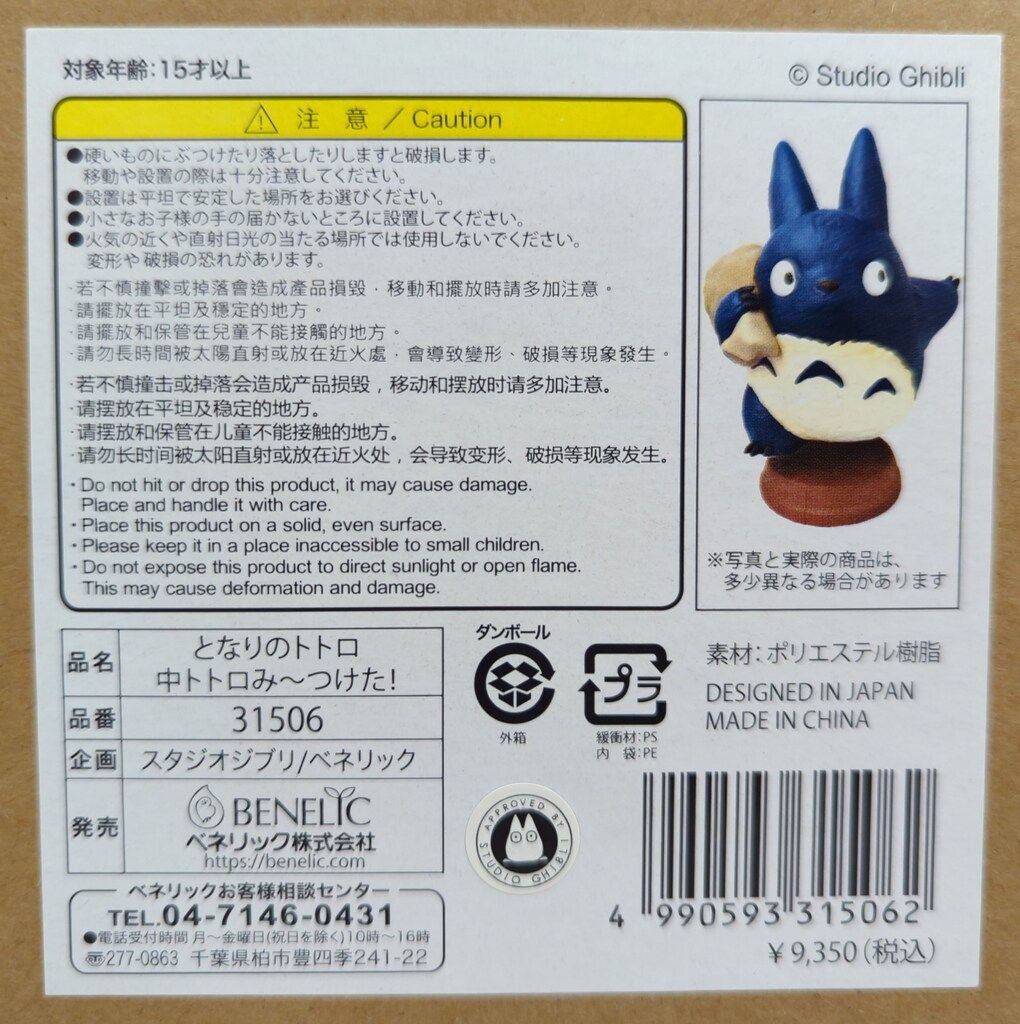 対象年齢:15才以上
© Studio Ghibli
注 意 / Caution
●硬いものにぶつけたり落としたりしますと破損します。
移動や設置の際は十分注意してください。
●設置は平坦で安定した場所をお選びください。
●小さなお子様の手の届かないところに設置してください。
●火気の近くや直射日光の当たる場所では使用しないでください。
変形や破損の恐れがあります。
·若不慎撞擊或掉落會造成產品損毀，移動和擺放時請多加注意。
·請擺放在平坦及穩定的地方。
·請擺放和保管在兒童不能接觸的地方。
·請勿長時間被太陽直射或放在近火處，會導致變形、破損等現象發生。
·若不慎撞击或掉落会造成产品损毁，移动和摆放时请多加注意。
·请摆放在平坦及稳定的地方。
·请摆放和保管在儿童不能接触的地方。
·请勿长时间被太阳直射或放在近火处，会导致变形、破损等现象发生。
·Do not hit or drop this product, it may cause damage.
Place and handle it with care.
·Place this product on a solid, even surface.
·Please keep it in a place inaccessible to small children.
·Do not expose this product to direct sunlight or open flame.
This may cause deformation and damage.
※写真と実際の商品は、
多少異なる場合があります
品名
となりのトトロ
中トトロみ～つけた!
品番
31506
企画
スタジオジブリ/ベネリック
発売
BENELIC
ベネリック株式会社
https://benelic.com
ベネリックお客様相談センター
TEL.04-7146-0431
●電話受付時間 月～金曜日(祝日を除く)10時～16時
〒277-0863 千葉県柏市豊四季241-22
ダンボール
外箱
プラ
緩衝材:PS
内 袋:PE
APPROVED BY
STUDIO GHIBLI
素材:ポリエステル樹脂
DESIGNED IN JAPAN
MADE IN CHINA
4 990593 315062
¥ 9,350(税込)